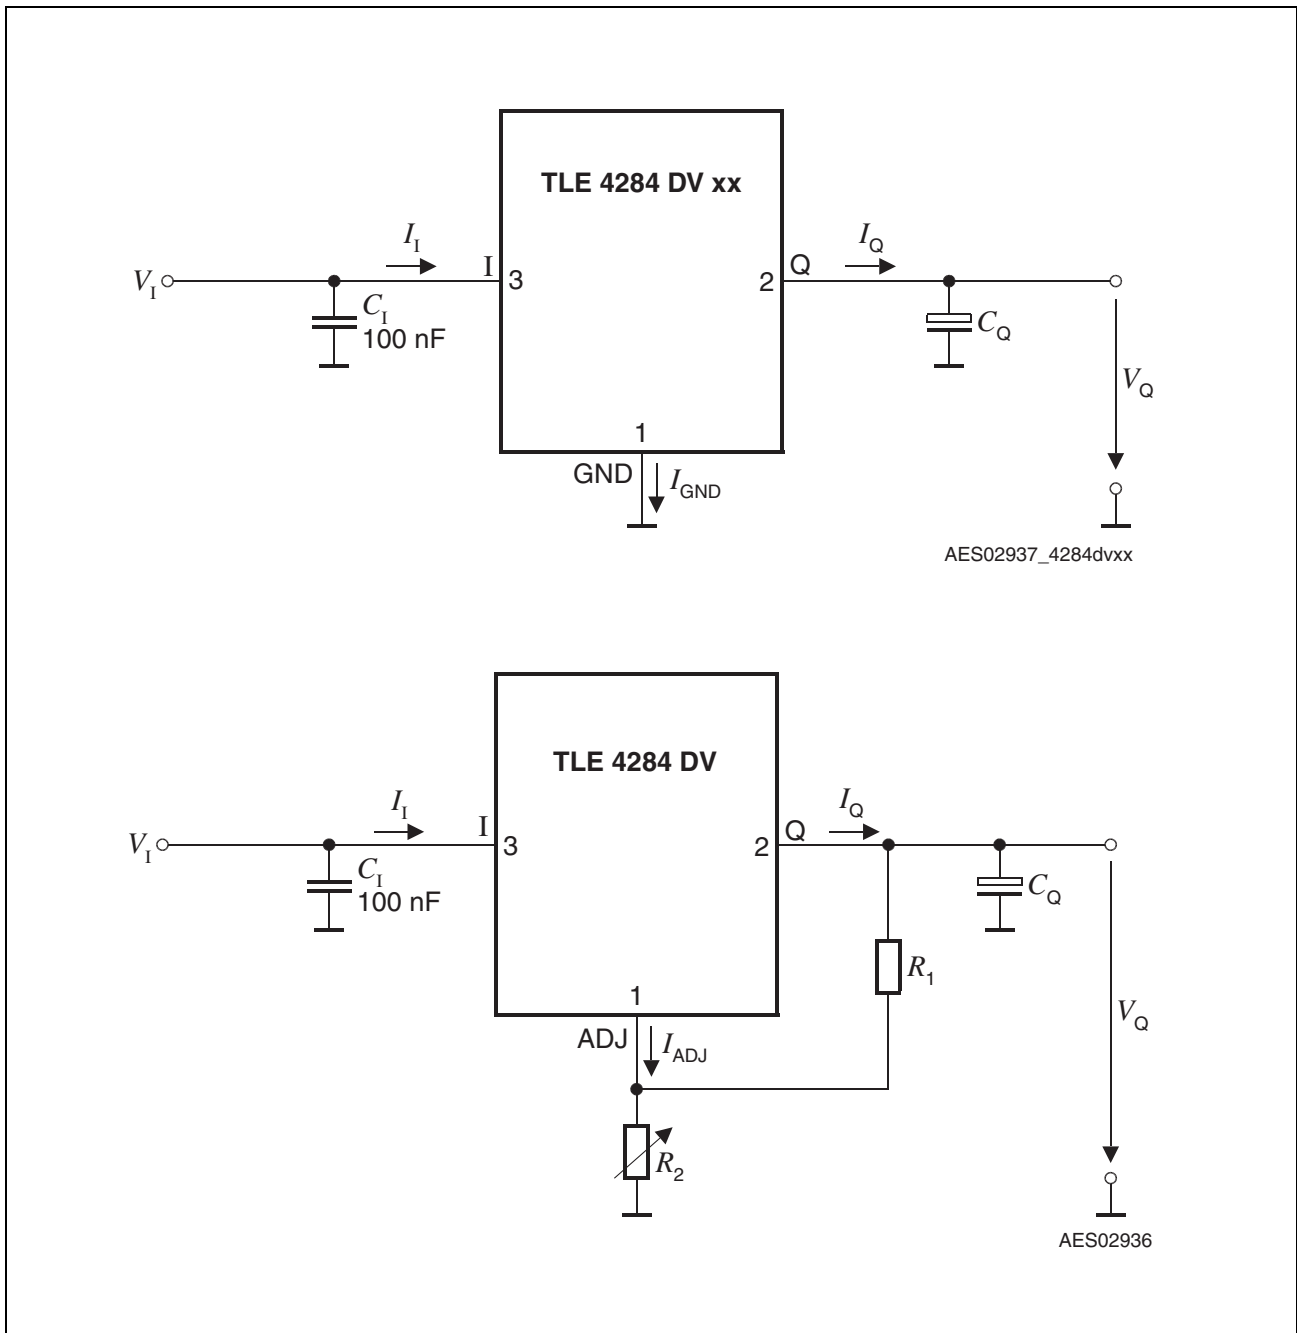 TLE 4284 DV xx
I_I
I_Q
V_I
I
3
2
Q
C_I
100 nF
C_Q
V_Q
1
GND
I_GND
AES02937_4284dvxx
TLE 4284 DV
I_I
I_Q
V_I
I
3
2
Q
C_I
100 nF
C_Q
R_1
1
V_Q
ADJ
I_ADJ
R_2
AES02936